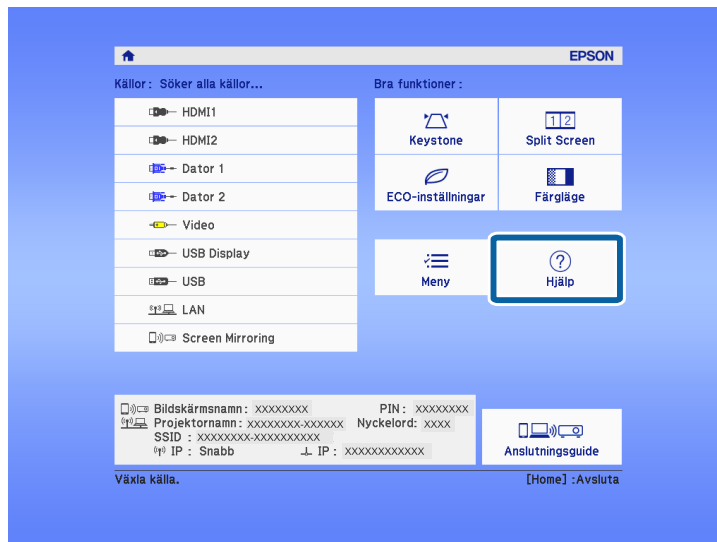 EPSON
Källor : Söker alla källor...
HDMI1
HDMI2
Dator 1
Dator 2
Video
USB Display
USB
LAN
Screen Mirroring
Bra funktioner :
Keystone
1 2
Split Screen
ECO-inställningar
Färgläge
Meny
?
Hjälp
Bildskärmsnamn : XXXXXXXX PIN : XXXXXXXX
Projektornamn : XXXXXXXX-XXXXXX Nyckelord: XXXX
SSID : XXXXXXXX-XXXXXXXXXX
IP : Snabb IP : XXXXXXXXXXXX
Anslutningsguide
Växla källa. [Home] :Avsluta